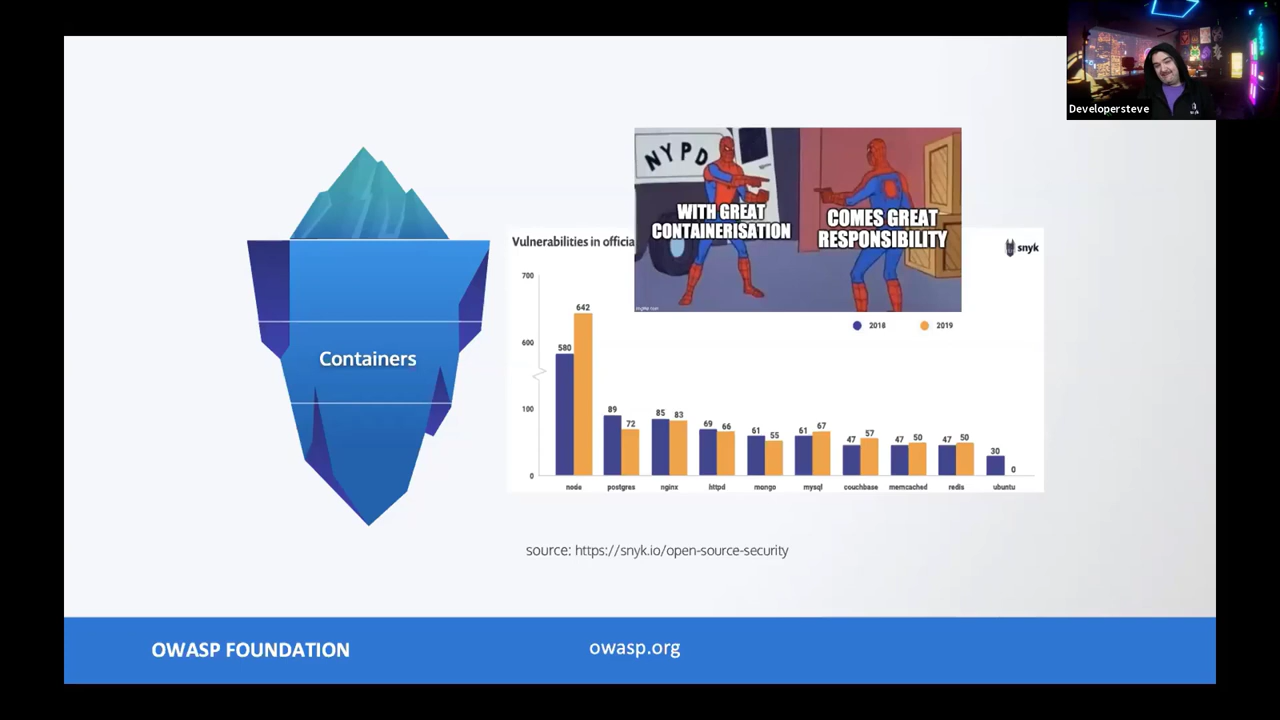 Developersteve
NYPD
WITH GREAT
CONTAINERISATION
COMES GREAT
RESPONSIBILITY
Vulnerabilities in officia
snyk
2018
2019
700
600
100
0
580
642
89
72
85
83
69
66
61
55
61
67
47
57
47
50
47
50
30
0
node
postgres
nginx
httpd
mongo
mysql
couchbase
memcached
redis
ubuntu
Containers
source: https://snyk.io/open-source-security
OWASP FOUNDATION
owasp.org